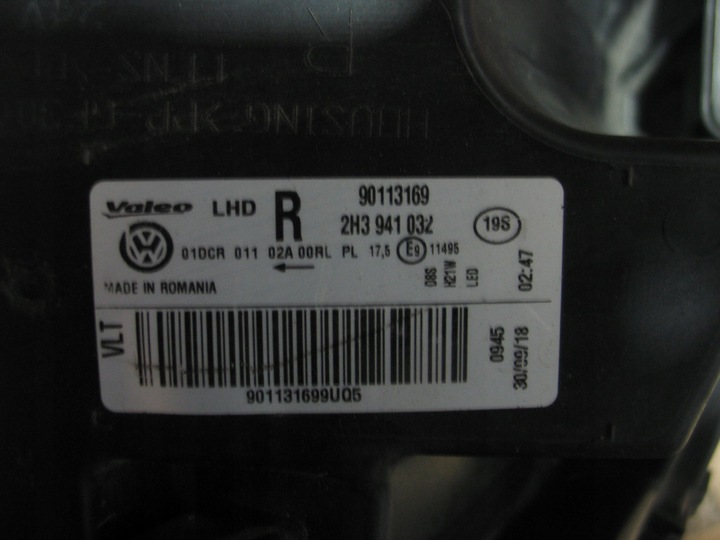 Valeo LHD R 90113169
2H3 941 032 19S
01DCR 011 02A 00RL PL 17,5 E9 11495
D8S
H21W
LED
02:47
MADE IN ROMANIA
VLT
901131699UQ5
0945
30/09/18